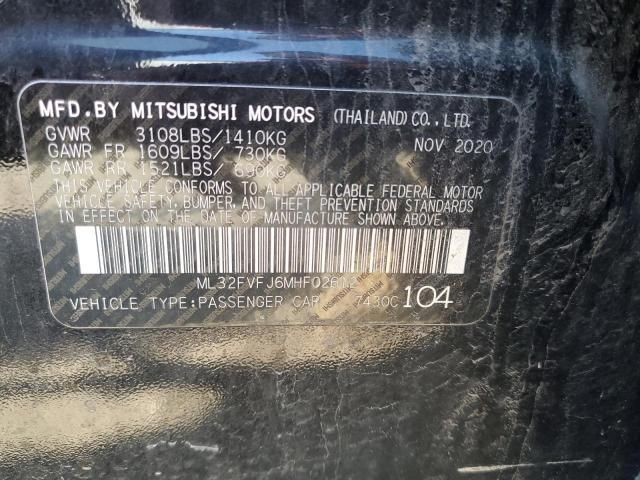 MFD.BY MITSUBISHI MOTORS (THAILAND)CO.,LTD.
GVWR 3108LBS/1410KG NOV 2020
GAWR FR 1609LBS/ 730KG
GAWR RR 1521LBS/ 690KG
THIS VEHICLE CONFORMS TO ALL APPLICABLE FEDERAL MOTOR
VEHICLE SAFETY, BUMPER, AND THEFT PREVENTION STANDARDS
IN EFFECT ON THE DATE OF MANUFACTURE SHOWN ABOVE.
ML32FVFJ6MHF02612
VEHICLE TYPE:PASSENGER CAR 7430C 104